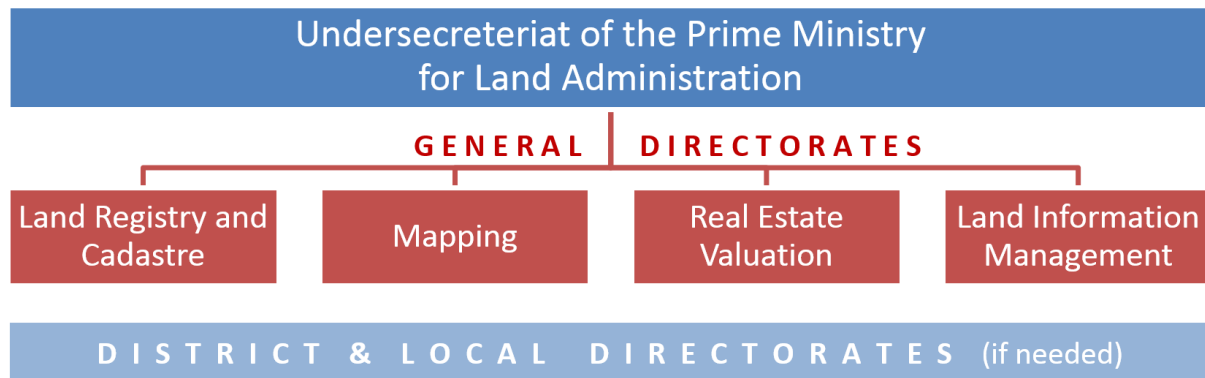 Undersecreteriat of the Prime Ministry
for Land Administration
GENERAL DIRECTORATES
Land Registry and
Cadastre
Mapping
Real Estate
Valuation
Land Information
Management
DISTRICT & LOCAL DIRECTORATES (if needed)